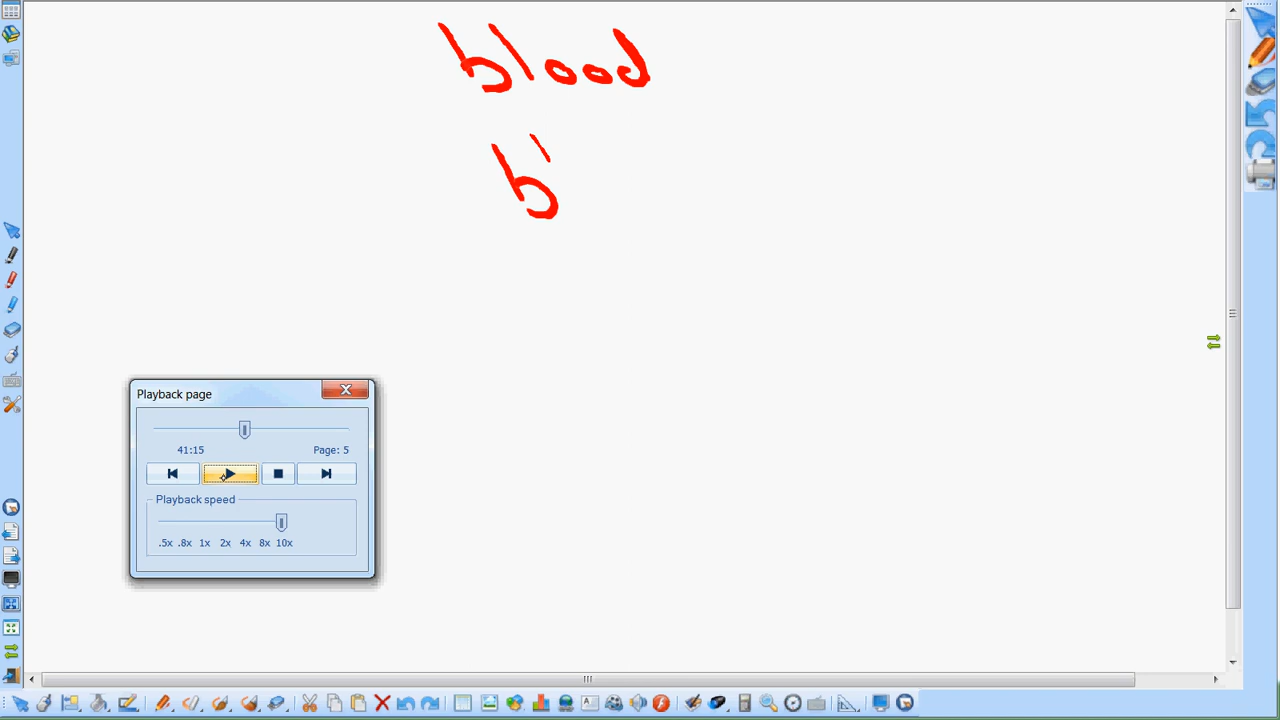 blood
b
Playback page
41:15 Page: 5
Playback speed
.5x .8x 1x 2x 4x 8x 10x